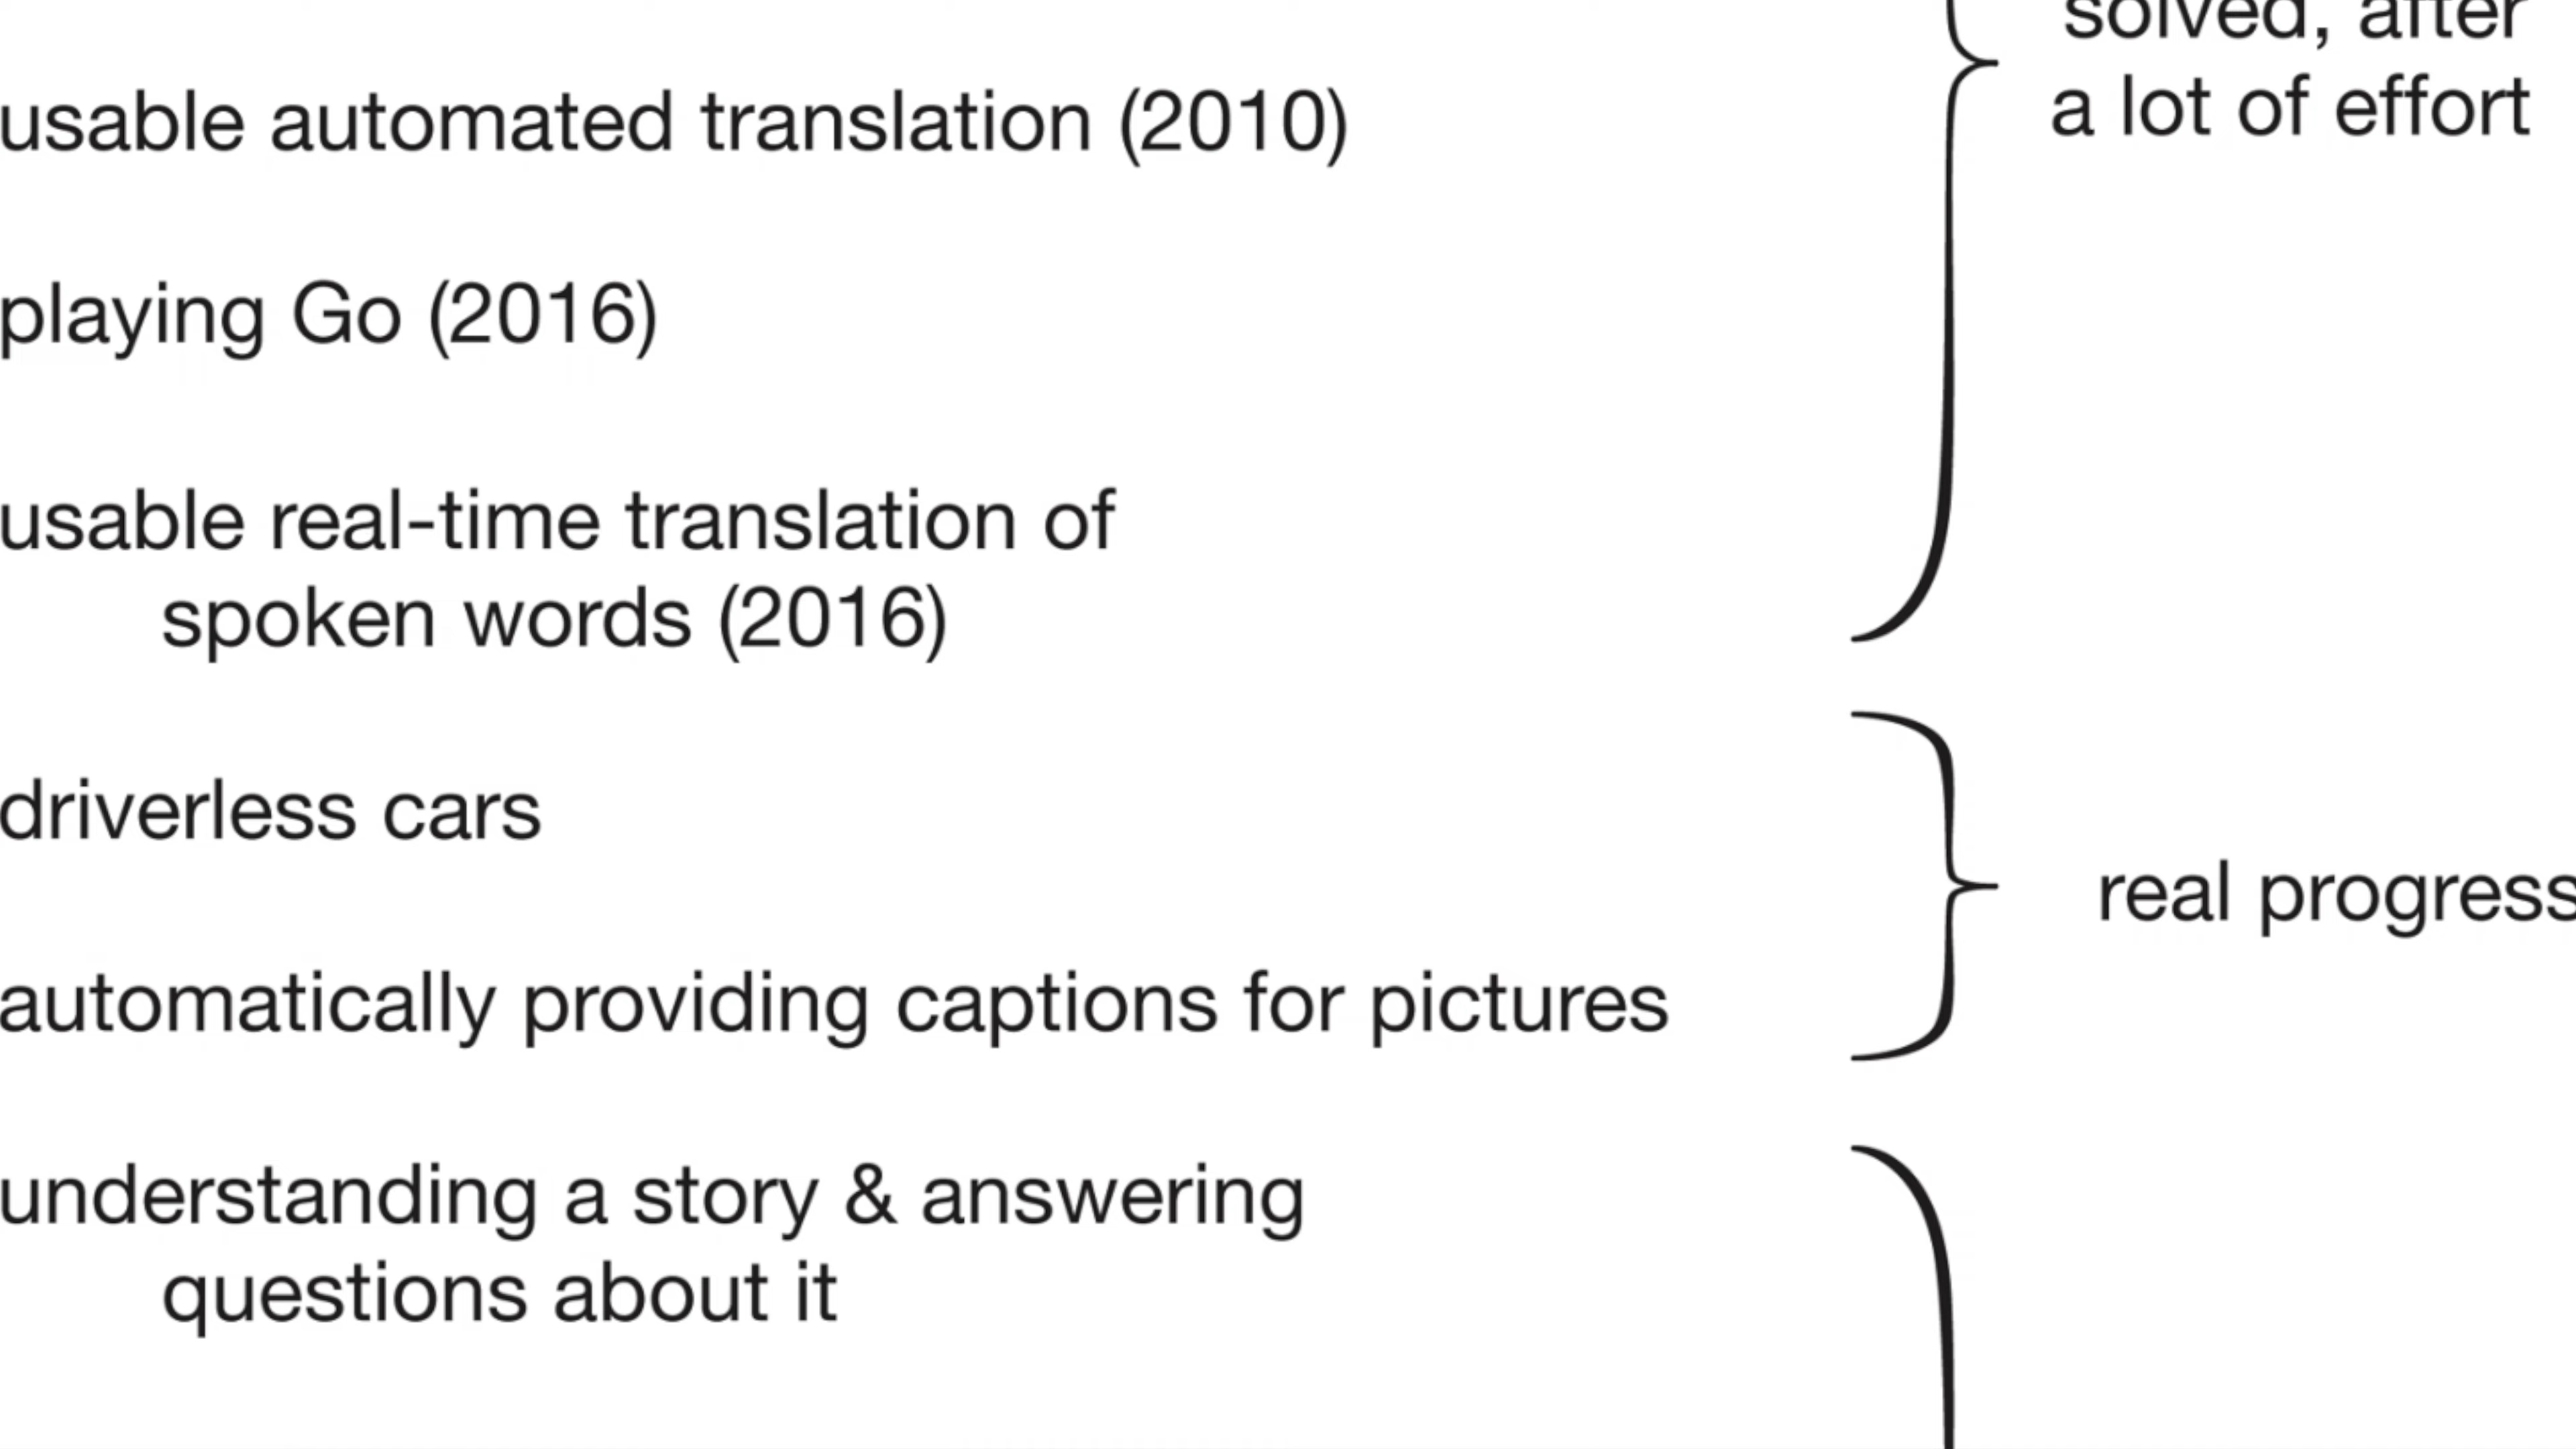 solved, after
a lot of effort
usable automated translation (2010)
playing Go (2016)
usable real-time translation of
spoken words (2016)
driverless cars
real progress
automatically providing captions for pictures
understanding a story & answering
questions about it